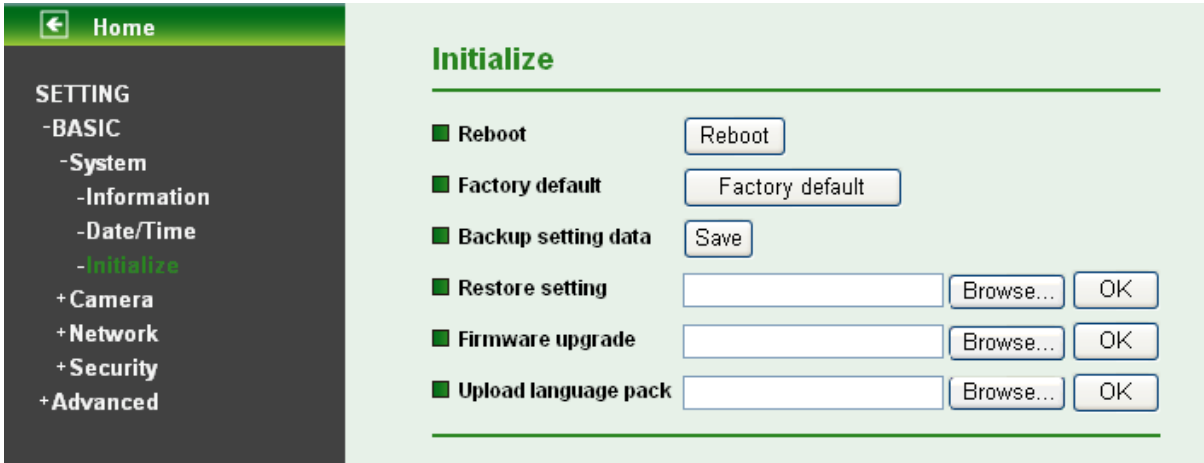 Home
SETTING
-BASIC
-System
-Information
-Date/Time
-Initialize
+Camera
+Network
+Security
+Advanced
Initialize
Reboot Reboot
Factory default Factory default
Backup setting data Save
Restore setting Browse... OK
Firmware upgrade Browse... OK
Upload language pack Browse... OK